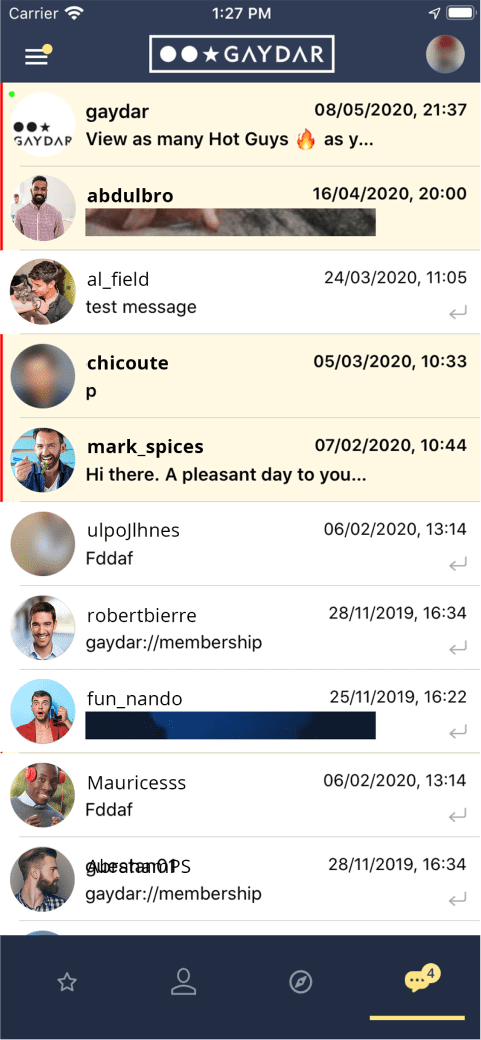 Carrier 1:27 PM
GAYDAR
gaydar 08/05/2020, 21:37
GAYDAR
View as many Hot Guys 🔥 as y...
abdulbro 16/04/2020, 20:00
al_field 24/03/2020, 11:05
test message
chicoute 05/03/2020, 10:33
p
mark_spices 07/02/2020, 10:44
Hi there. A pleasant day to you...
ulpoJlhnes 06/02/2020, 13:14
Fddaf
robertbierre 28/11/2019, 16:34
gaydar://membership
fun_nando 25/11/2019, 16:22
Mauricesss 06/02/2020, 13:14
Fddaf
28/11/2019, 16:34
gaydar://membership
4